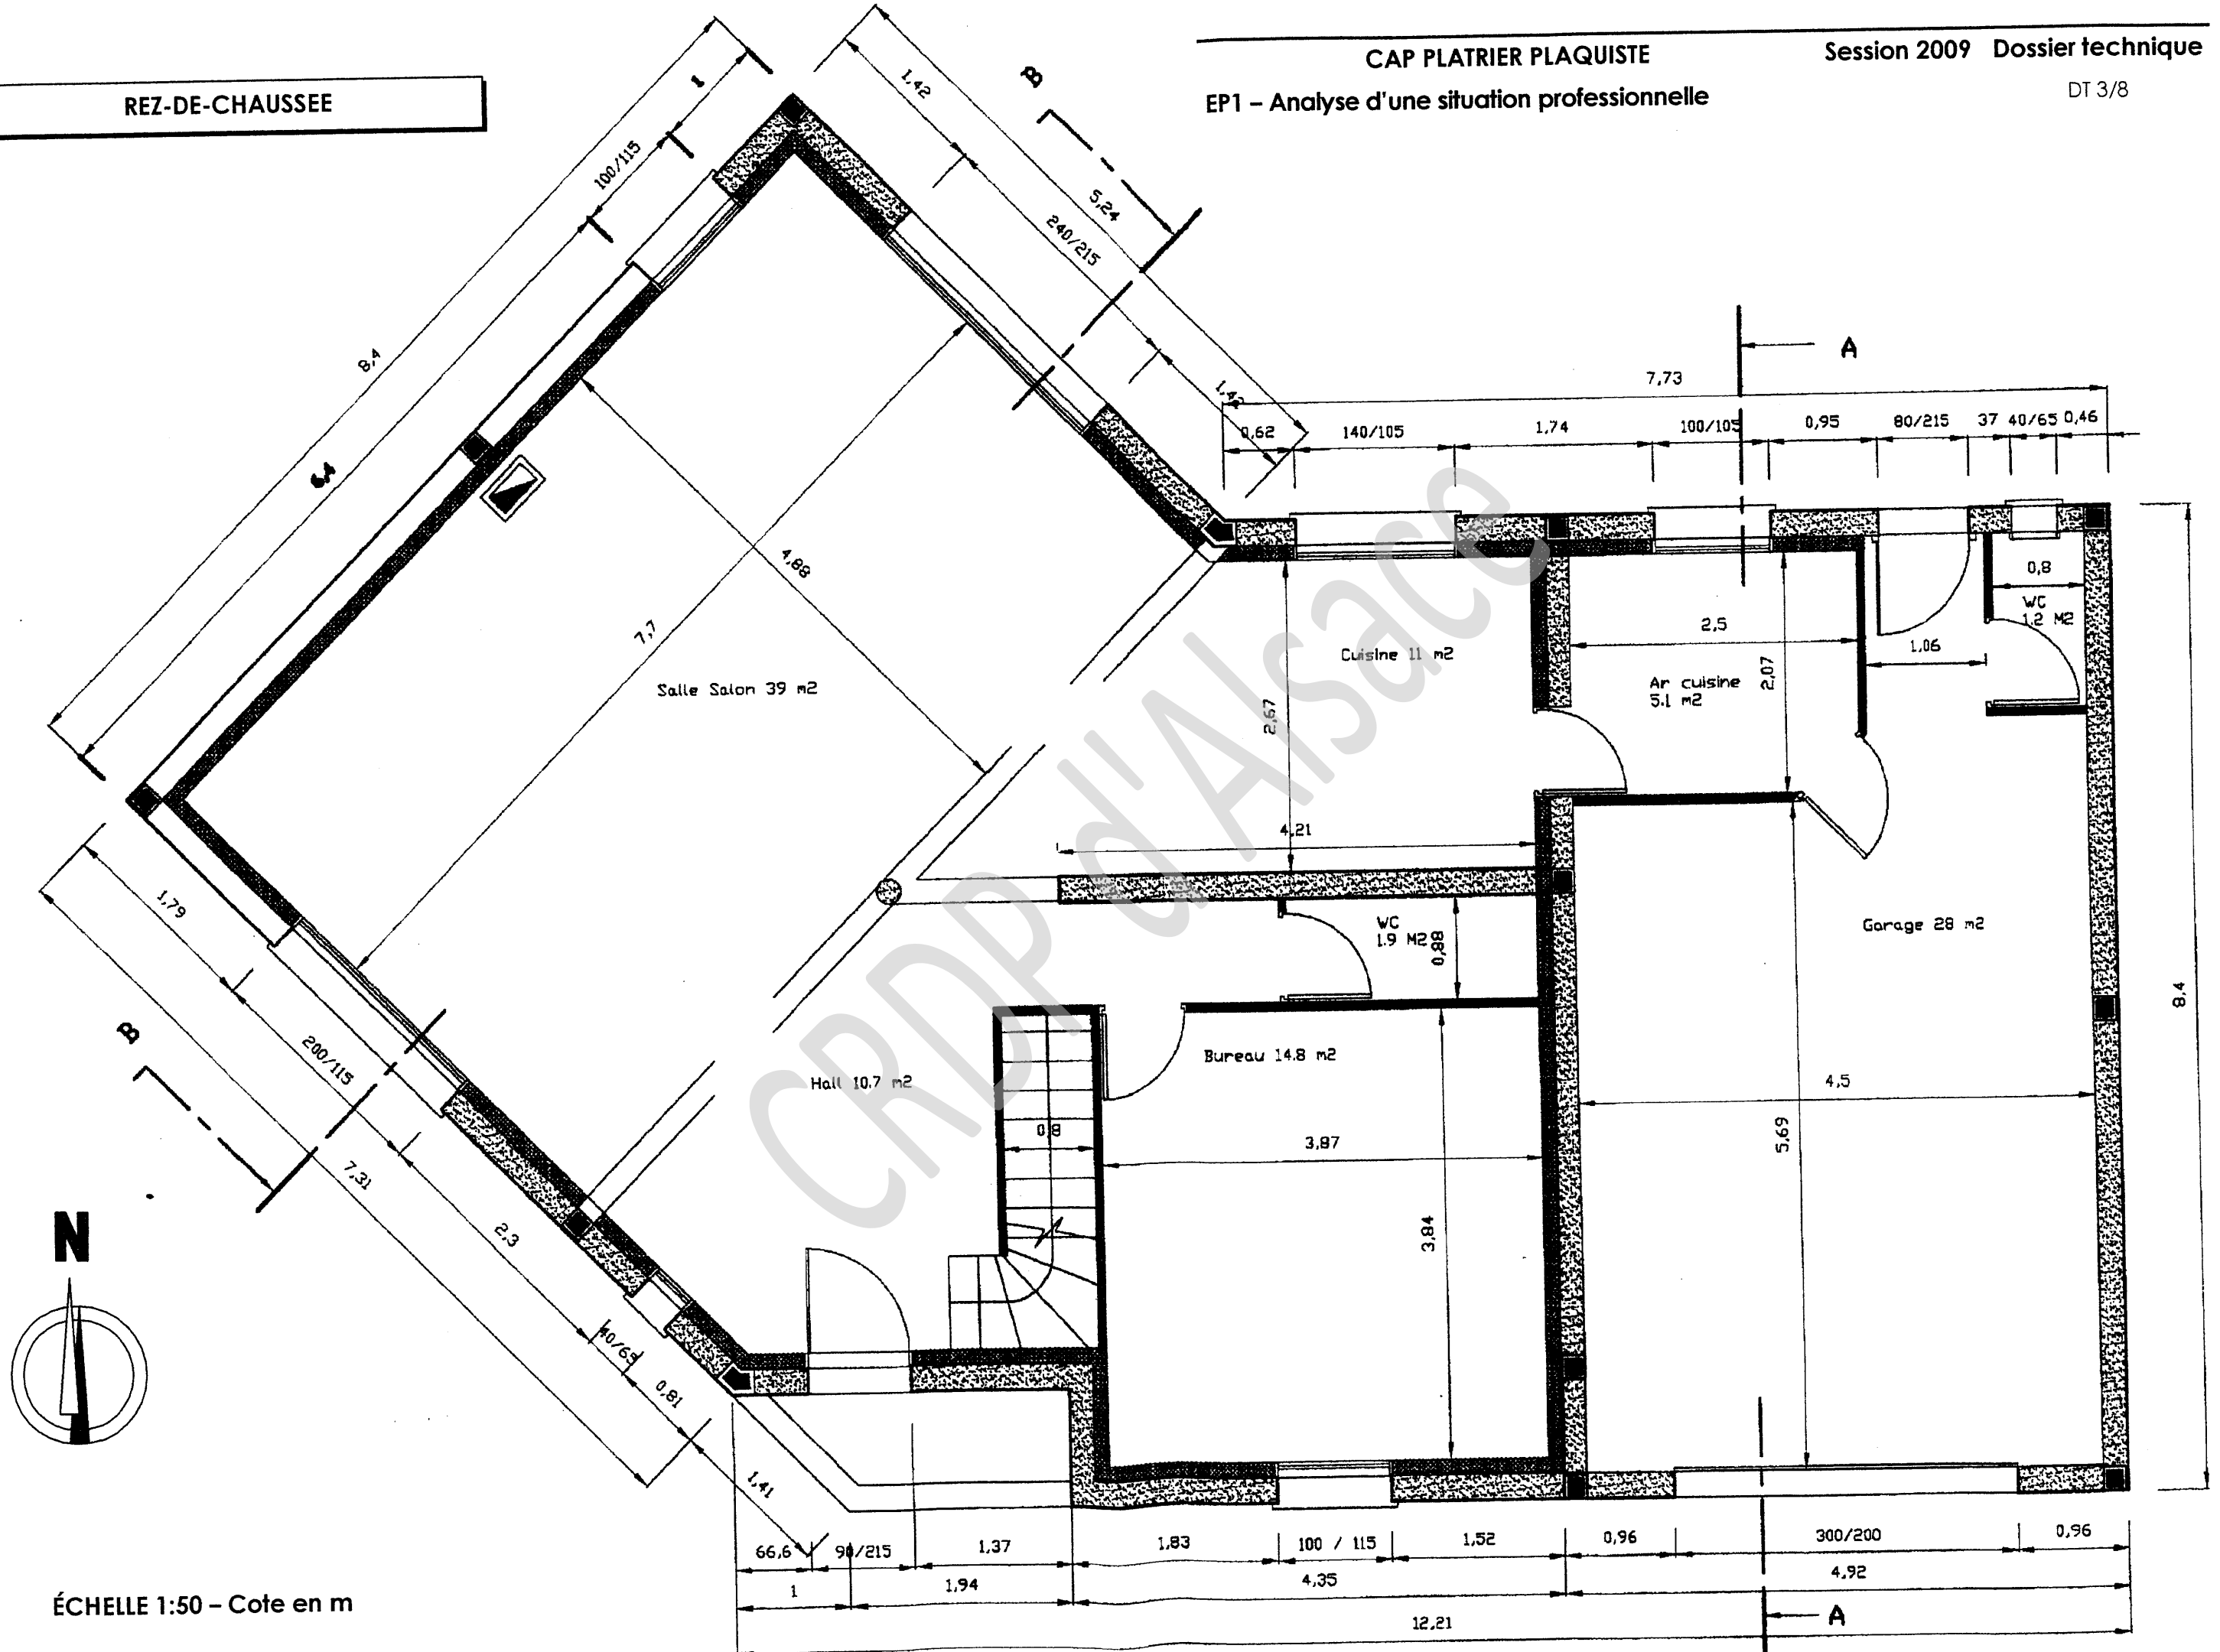 CAP PLATRIER PLAQUISTE
Session 2009 Dossier technique
EP1 – Analyse d'une situation professionnelle
DT 3/8
REZ-DE-CHAUSSEE
1
100/115
8,4
6,4
1,42
5,24
240/215
1,42
B
A
7,73
0,62
140/105
1,74
100/105
0,95
80/215
37
40/65
0,46
4,88
7,7
Salle Salon 39 m2
Cuisine 11 m2
2,67
4,21
2,5
Ar cuisine
5.1 m2
2,07
0,8
WC
1.2 M2
1,06
WC
1.9 M2
0,88
Garage 28 m2
8,4
4,5
5,69
Bureau 14.8 m2
3,87
3,84
Hall 10.7 m2
0,8
1,79
200/115
B
7,31
2,3
40/65
0,81
1,41
N
66,6
90/215
1,37
1,83
100 / 115
1,52
0,96
300/200
0,96
1
1,94
4,35
4,92
12,21
A
ÉCHELLE 1:50 – Cote en m
CRDP d'Alsace